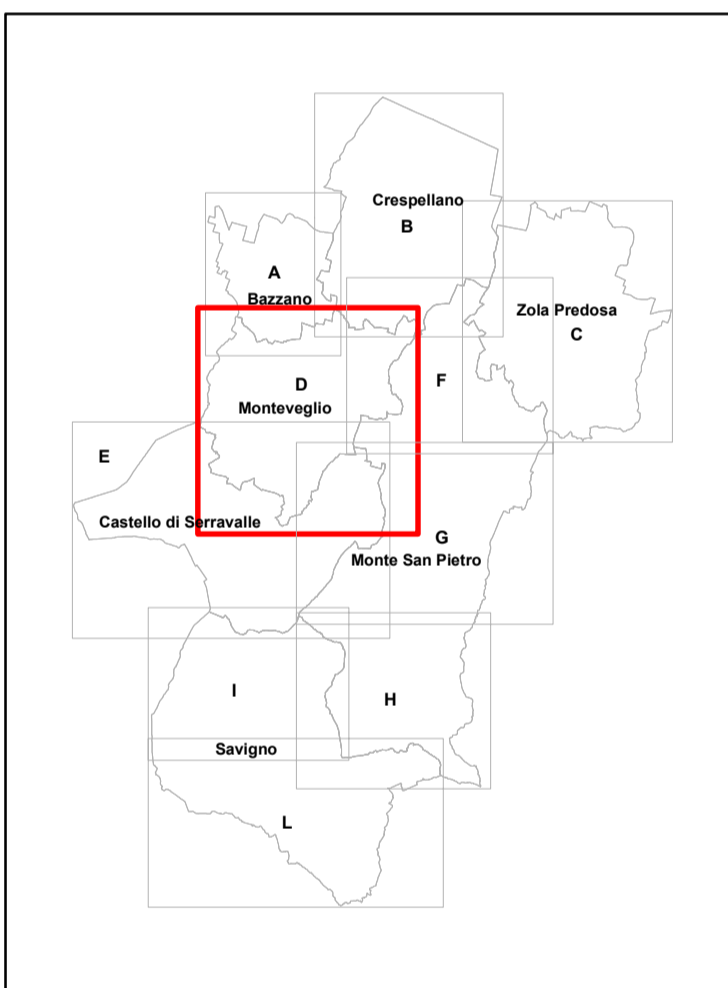 Crespellano
B
A
Bazzano
Zola Predosa
C
D
Monteveglio
F
E
Castello di Serravalle
G
Monte San Pietro
I
H
Savigno
L